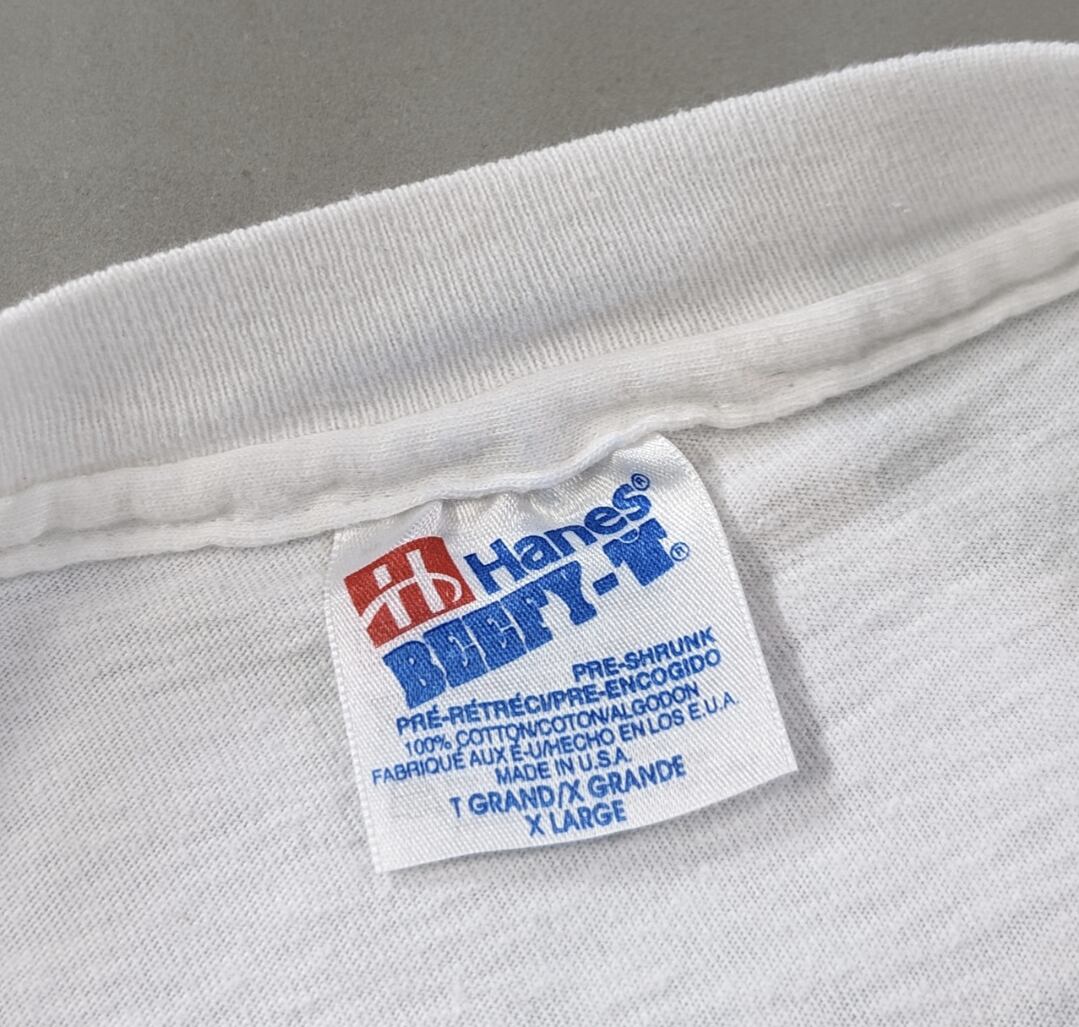 H Hanes®
BEEFY-T®
PRE-SHRUNK
PRÉ-RÉTRÉCI/PRE-ENCOGIDO
100% COTTON/COTON/ALGODON
FABRIQUÉ AUX É-U/HECHO EN LOS E.U.A.
MADE IN U.S.A.
T GRAND/X GRANDE
X LARGE